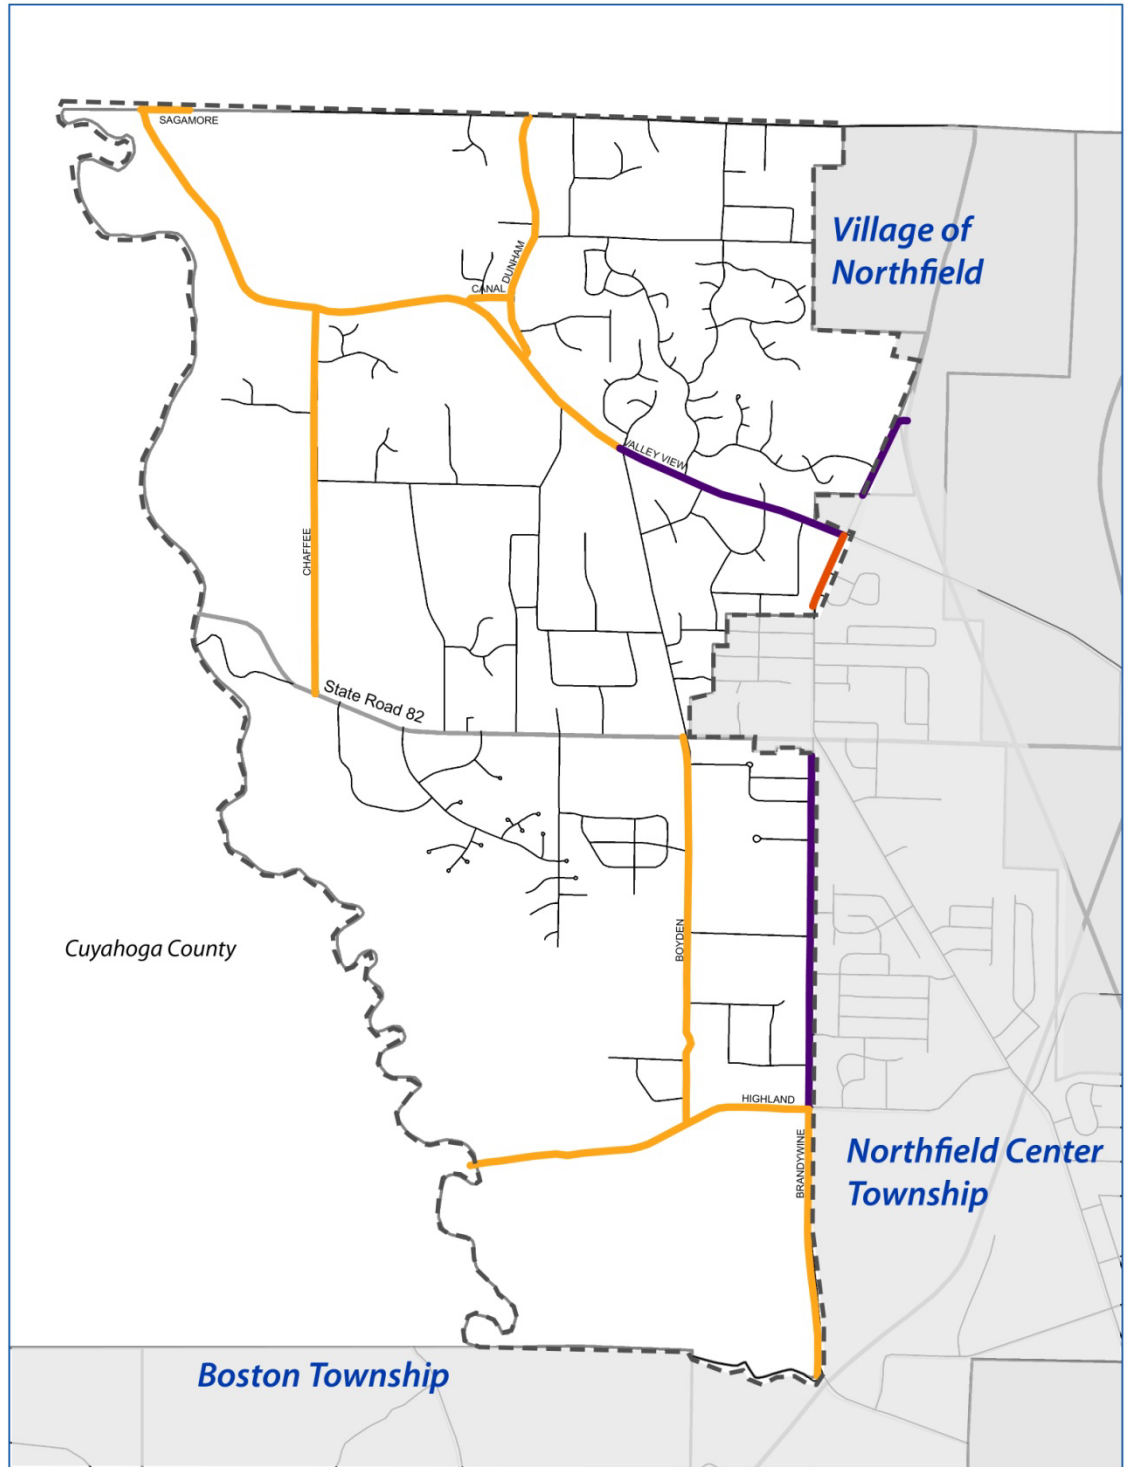 SAGAMORE
Village of
Northfield
DUNHAM
CANAL
VALLEY VIEW
CHAFFEE
State Road 82
BOYDEN
Cuyahoga County
HIGHLAND
BRANDYWINE
Northfield Center
Township
Boston Township